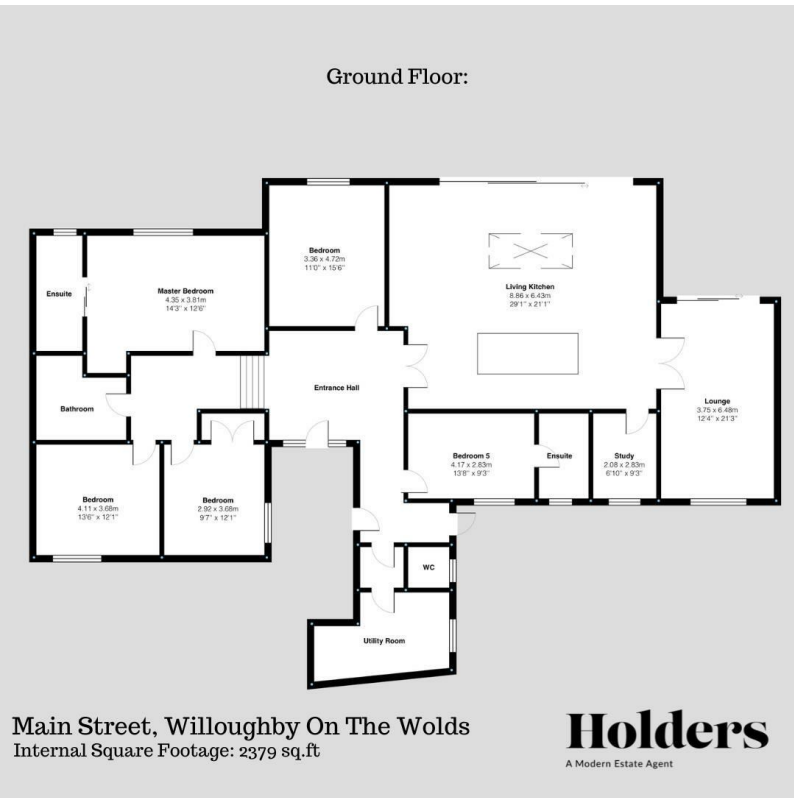 Ground Floor:
Bedroom
3.36 x 4.72m
11'0" x 15'6"
Ensuite
Master Bedroom
4.35 x 3.81m
14'3" x 12'6"
Living Kitchen
8.86 x 6.43m
29'1" x 21'1"
Entrance Hall
Bathroom
Lounge
3.75 x 6.48m
12'4" x 21'3"
Bedroom 5
4.17 x 2.83m
13'8" x 9'3"
Ensuite
Study
2.08 x 2.83m
6'10" x 9'3"
Bedroom
4.11 x 3.68m
13'6" x 12'1"
Bedroom
2.92 x 3.68m
9'7" x 12'1"
WC
Utility Room
Main Street, Willoughby On The Wolds
Internal Square Footage: 2379 sq.ft
Holders
A Modern Estate Agent